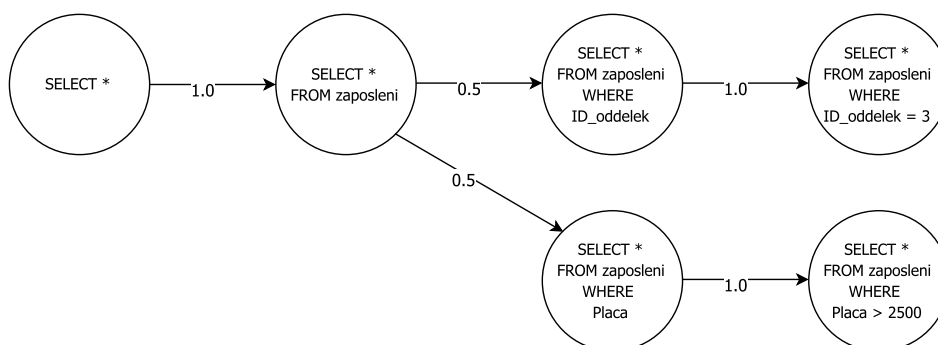 SELECT *
1.0
SELECT *
FROM zaposleni
0.5
SELECT *
FROM zaposleni
WHERE
ID_oddelek
1.0
SELECT *
FROM zaposleni
WHERE
ID_oddelek = 3
0.5
SELECT *
FROM zaposleni
WHERE
Placa
1.0
SELECT *
FROM zaposleni
WHERE
Placa > 2500